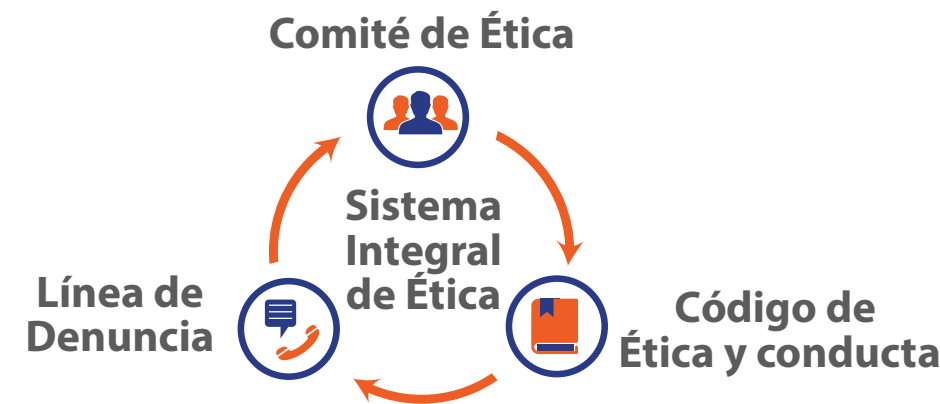 Comité de Ética
Sistema
Integral
de Ética
Línea de
Denuncia
Código de
Ética y conducta